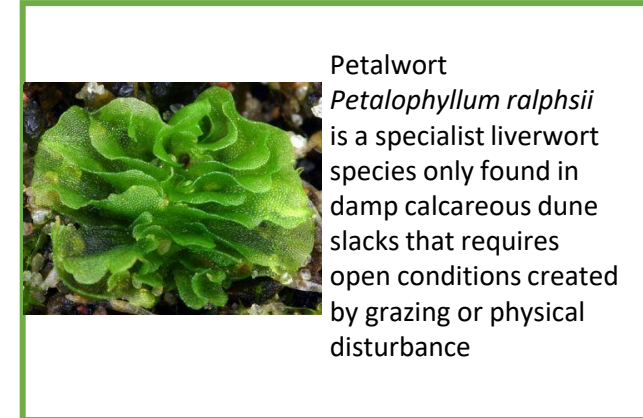 Petalwort
Petalophyllum ralphsii
is a specialist liverwort
species only found in
damp calcareous dune
slacks that requires
open conditions created
by grazing or physical
disturbance